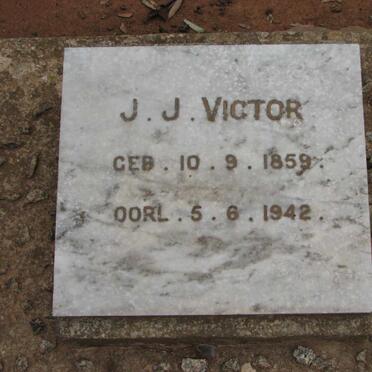 J. J. VICTOR
GEB. 10. 9. 1859.
OORL. 5. 6. 1942.